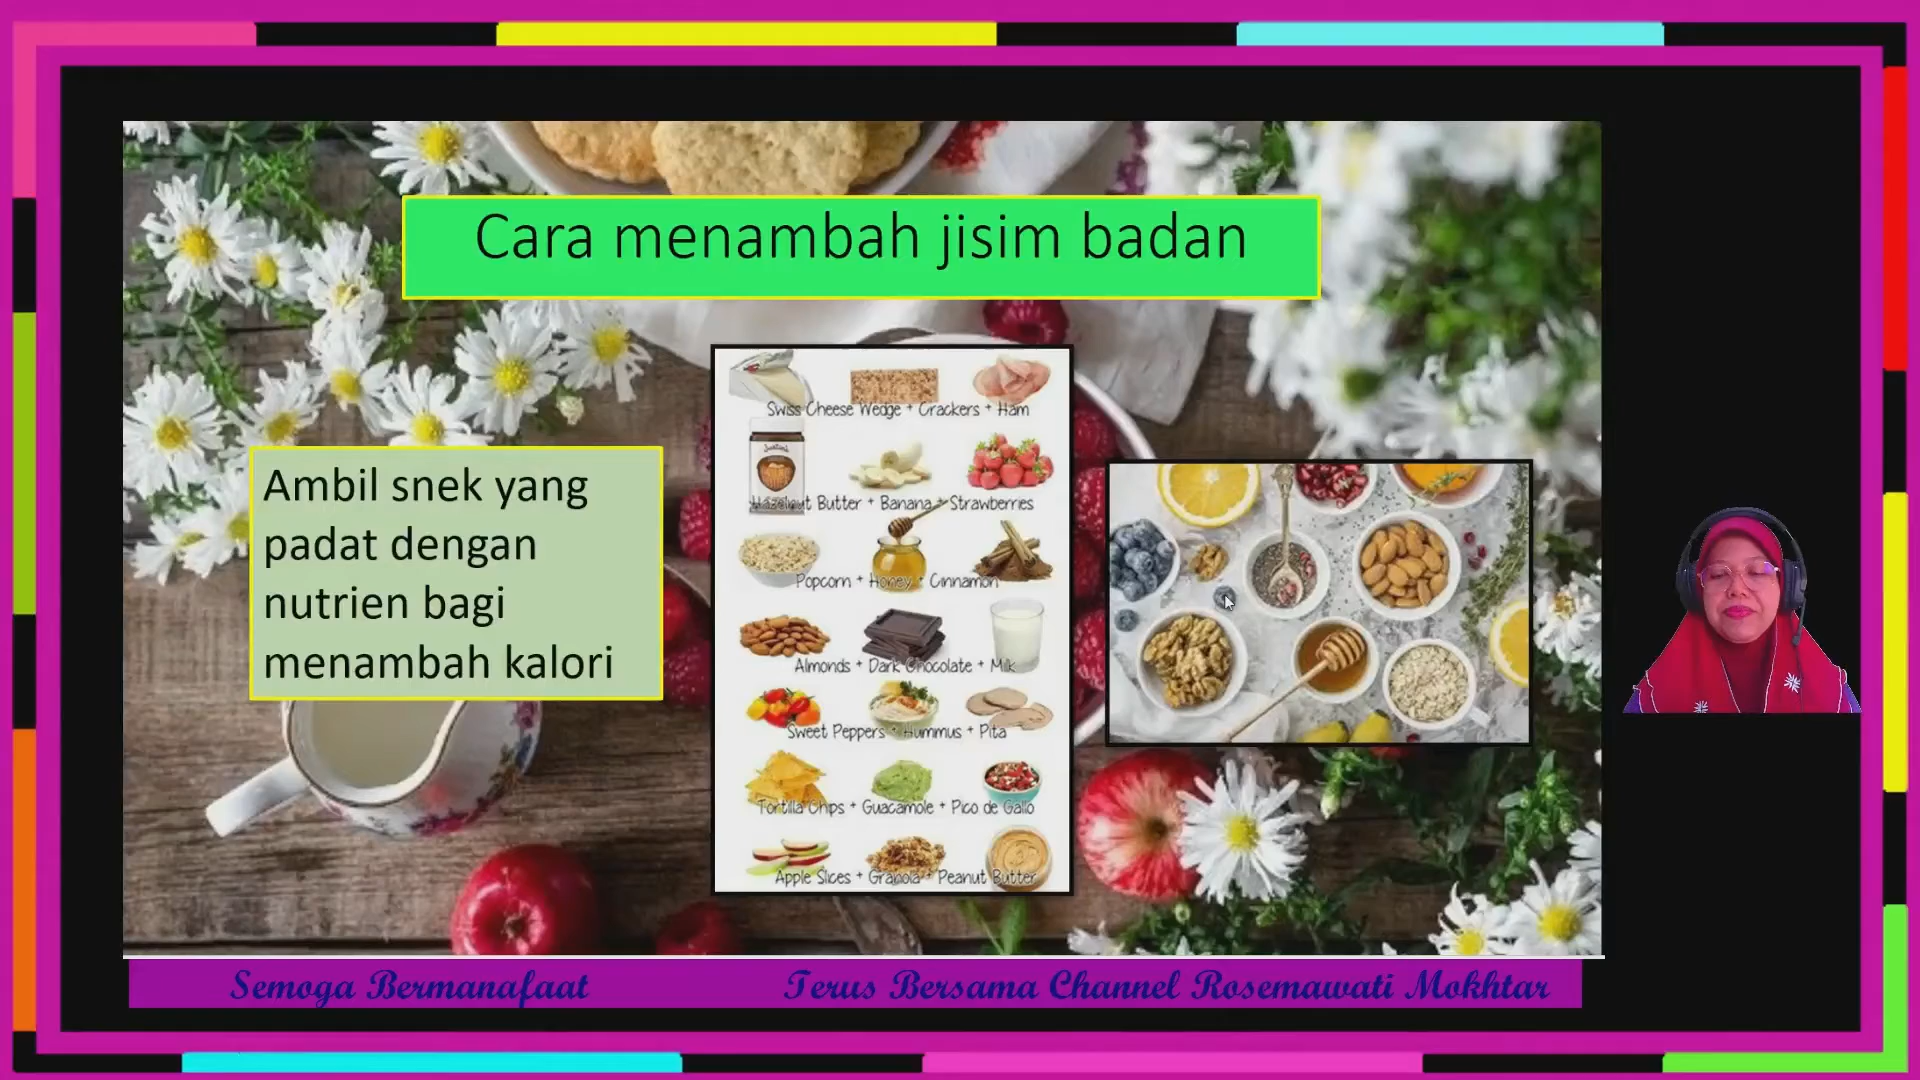 Cara menambah jisim badan
Ambil snek yang
padat dengan
nutrien bagi
menambah kalori
Swiss Cheese Wedge + Crackers + Ham
Hazelnut Butter + Banana + Strawberries
Popcorn + Honey + Cinnamon
Almonds + Dark Chocolate + Milk
Sweet Peppers + Hummus + Pita
Tortilla Chips + Guacamole + Pico de Gallo
Apple Slices + Granola + Peanut Butter
Semoga Bermanafaat
Terus Bersama Channel Rosemawati Mokhtar